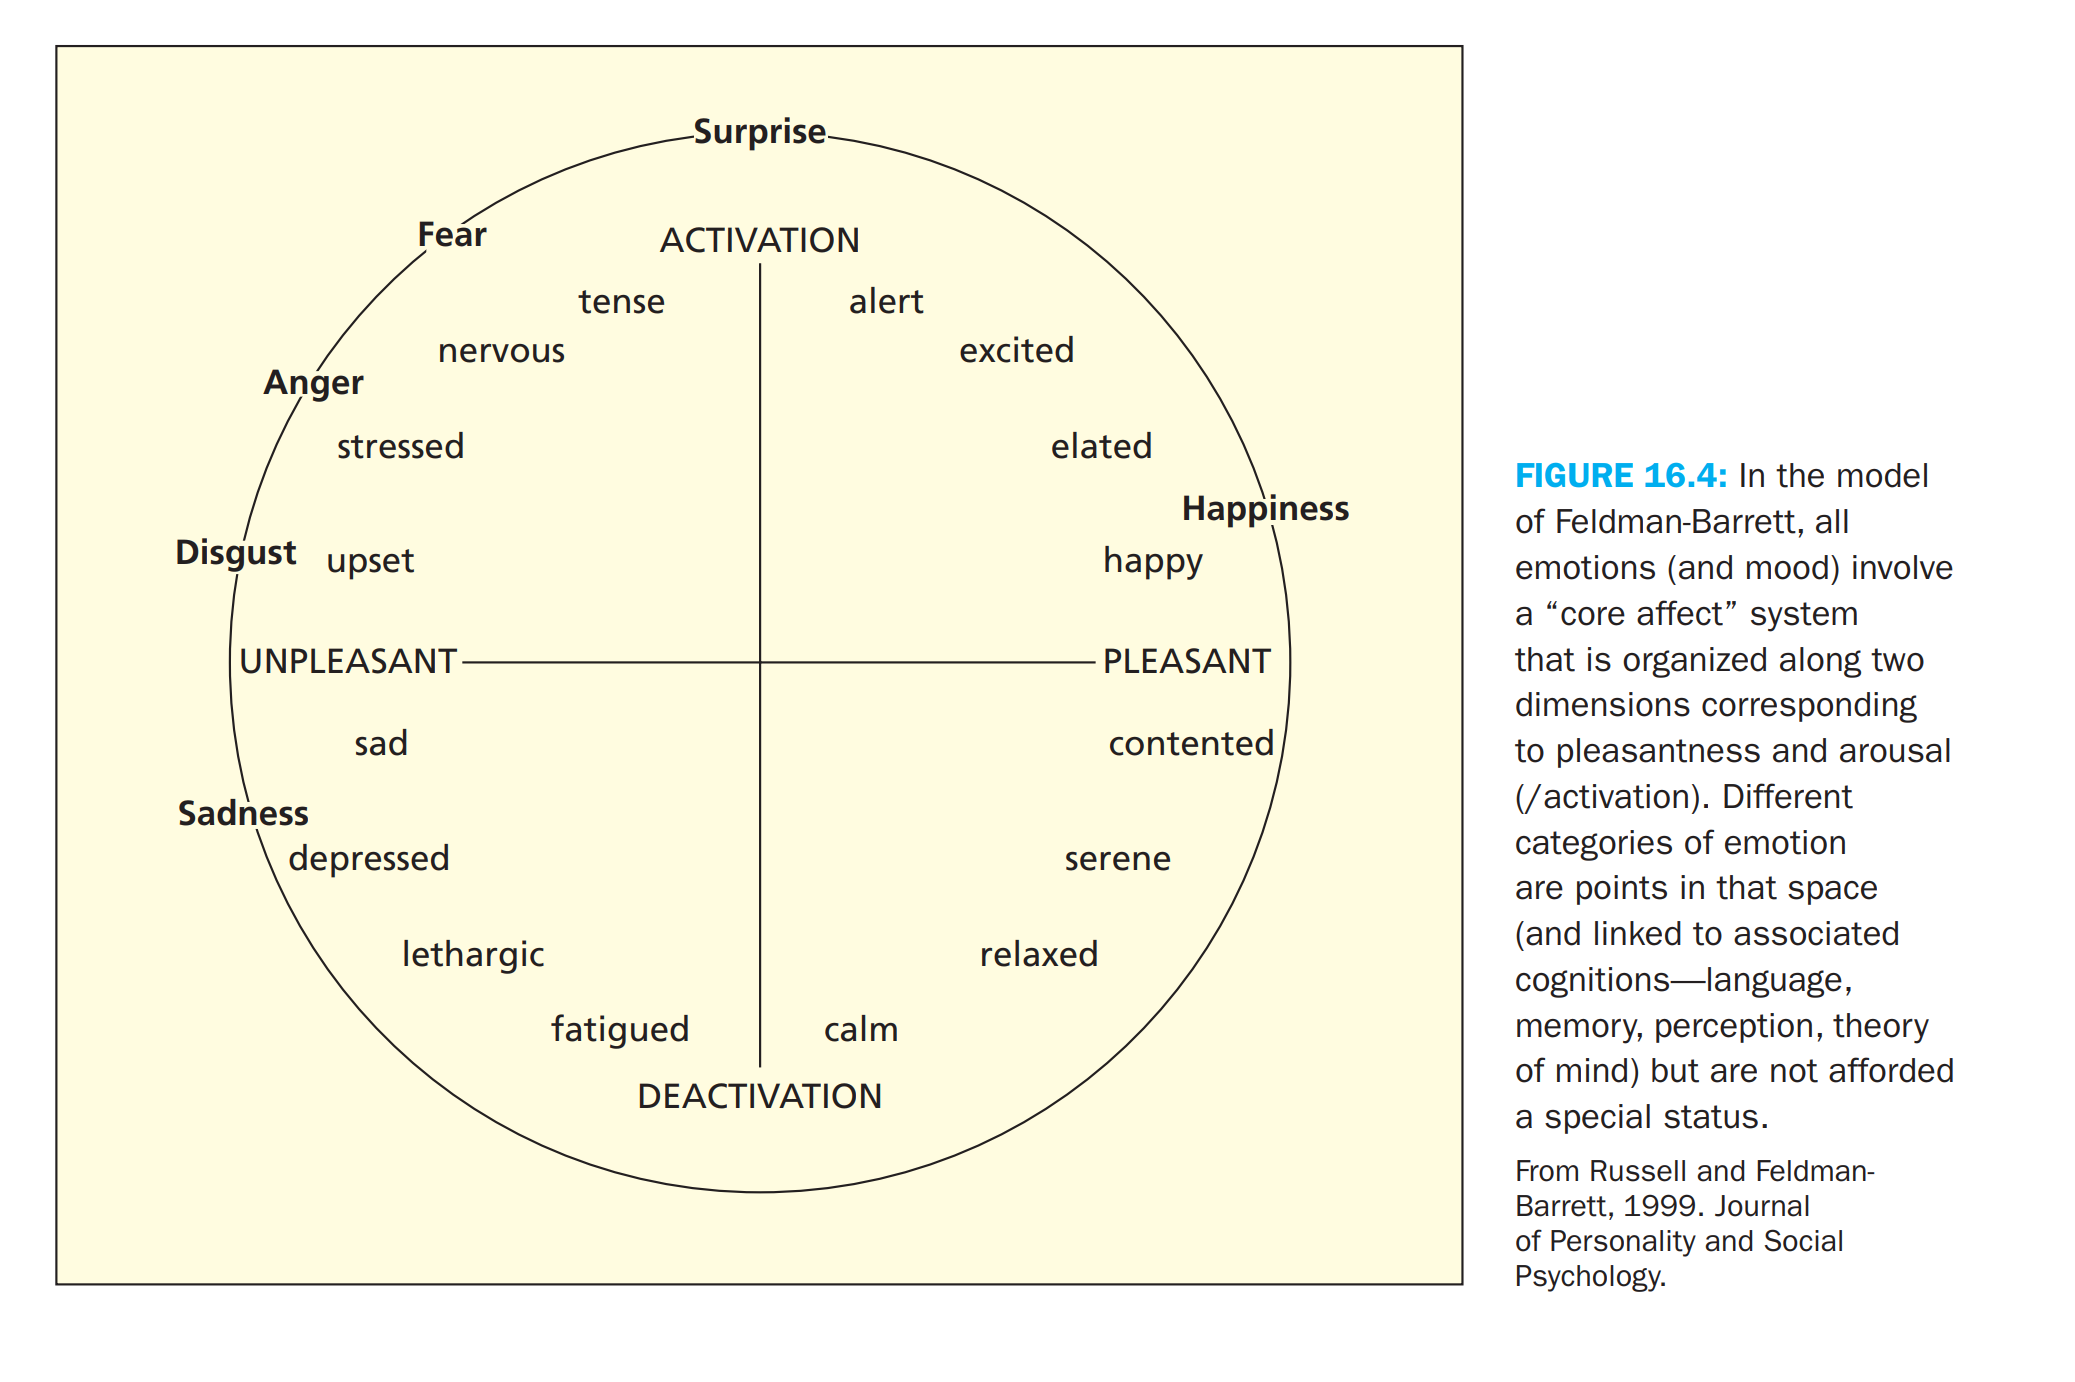 Surprise
Fear
ACTIVATION
tense alert
nervous excited
Anger
stressed elated
Happiness
Disgust upset happy
UNPLEASANT PLEASANT
sad contented
Sadness
depressed serene
lethargic relaxed
fatigued calm
DEACTIVATION
FIGURE 16.4: In the model
of Feldman-Barrett, all
emotions (and mood) involve
a “core affect” system
that is organized along two
dimensions corresponding
to pleasantness and arousal
(/activation). Different
categories of emotion
are points in that space
(and linked to associated
cognitions—language,
memory, perception, theory
of mind) but are not afforded
a special status.
From Russell and Feldman-
Barrett, 1999. Journal
of Personality and Social
Psychology.